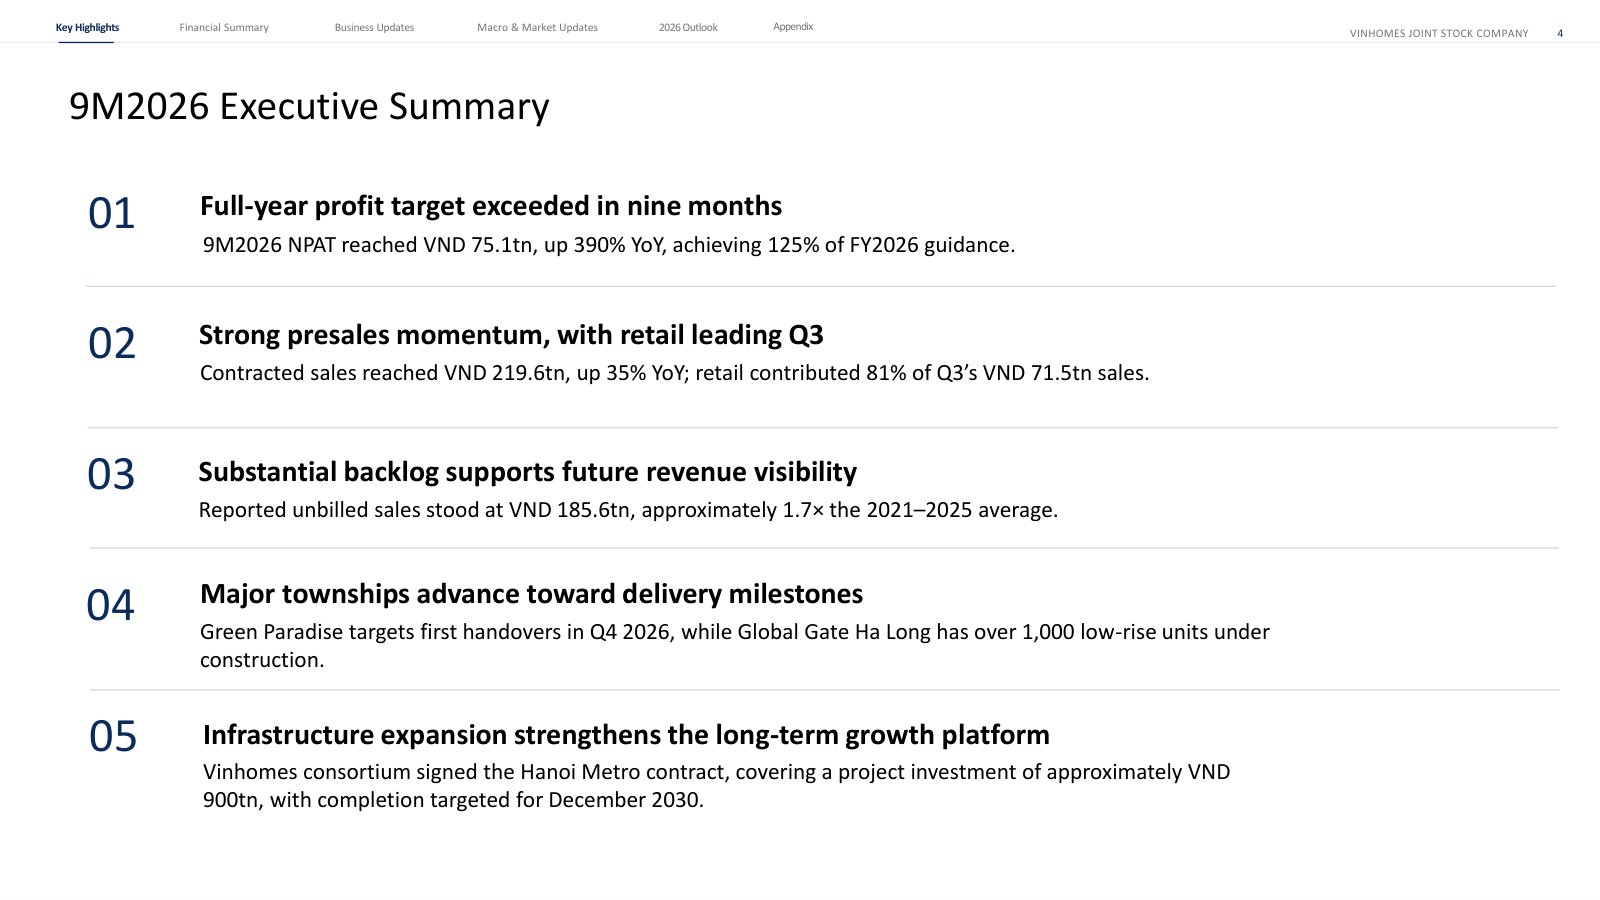 Key Highlights Financial Summary Business Updates Macro & Market Updates 2026 Outlook Appendix
VINHOMES JOINT STOCK COMPANY 4
9M2026 Executive Summary
01
Full-year profit target exceeded in nine months
9M2026 NPAT reached VND 75.1tn, up 390% YoY, achieving 125% of FY2026 guidance.
02
Strong presales momentum, with retail leading Q3
Contracted sales reached VND 219.6tn, up 35% YoY; retail contributed 81% of Q3’s VND 71.5tn sales.
03
Substantial backlog supports future revenue visibility
Reported unbilled sales stood at VND 185.6tn, approximately 1.7× the 2021–2025 average.
04
Major townships advance toward delivery milestones
Green Paradise targets first handovers in Q4 2026, while Global Gate Ha Long has over 1,000 low-rise units under
construction.
05
Infrastructure expansion strengthens the long-term growth platform
Vinhomes consortium signed the Hanoi Metro contract, covering a project investment of approximately VND
900tn, with completion targeted for December 2030.